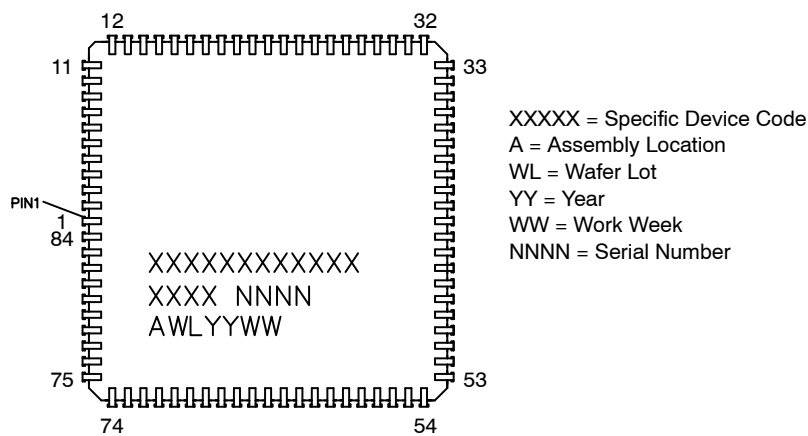 12 32
11 33
PIN1
1
84
75 53
74 54
XXXXXXXXXXXX
XXXX NNNN
AWLYYWW
XXXXX = Specific Device Code
A = Assembly Location
WL = Wafer Lot
YY = Year
WW = Work Week
NNNN = Serial Number